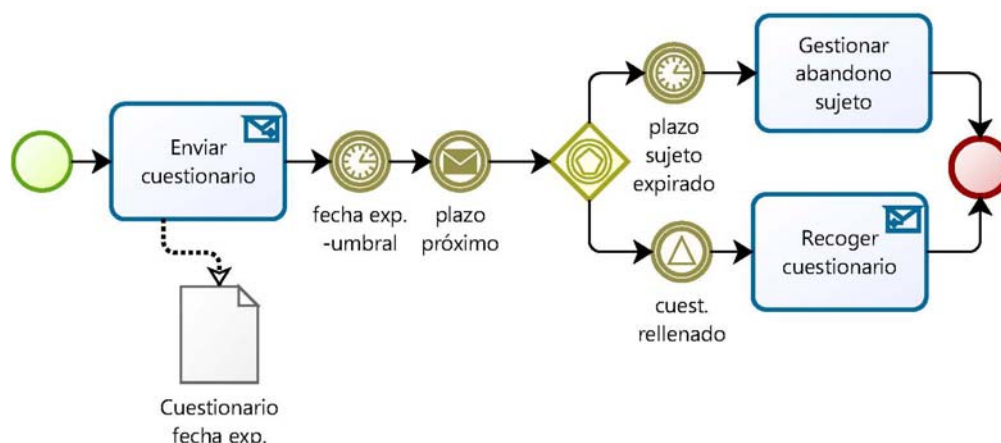 Enviar
cuestionario
fecha exp.
-umbral
plazo
próximo
plazo
sujeto
expirado
Gestionar
abandono
sujeto
cuest.
rellenado
Recoger
cuestionario
Cuestionario
fecha exp.